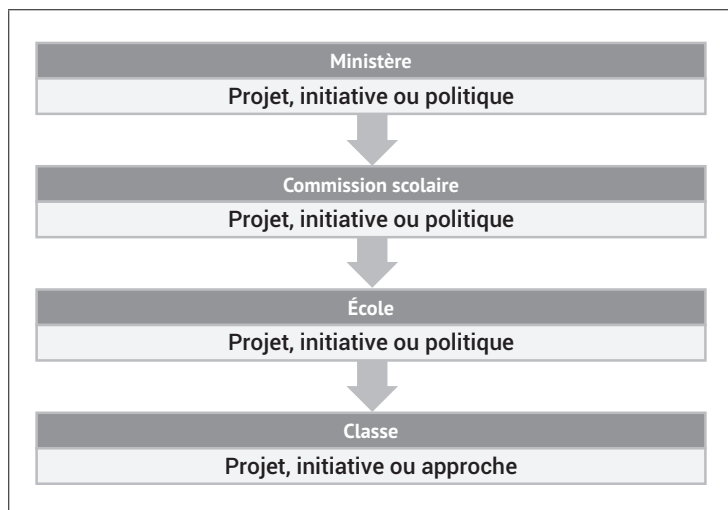 Ministère
Projet, initiative ou politique
Commission scolaire
Projet, initiative ou politique
École
Projet, initiative ou politique
Classe
Projet, initiative ou approche